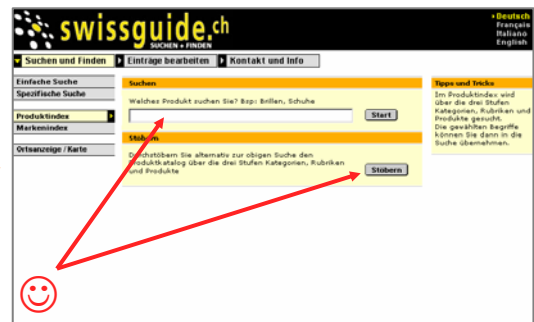 swissguide.ch
SUCHEN + FINDEN
Deutsch
Français
Italiano
English
Suchen und Finden
Einträge bearbeiten
Kontakt und Info
Einfache Suche
Spezifische Suche
Produktindex
Markenindex
Ortsanzeige / Karte
Suchen
Welches Produkt suchen Sie? Bsp: Brillen, Schuhe
Start
Stöbern
Durchstöbern Sie alternativ zur obigen Suche den
Produktkatalog über die drei Stufen Kategorien, Rubriken
und Produkte
Stöbern
Tipps und Tricks
Im Produktindex wird
über die drei Stufen
Kategorien, Rubriken und
Produkte gesucht.
Die gewählten Begriffe
können Sie dann in die
Suche übernehmen.